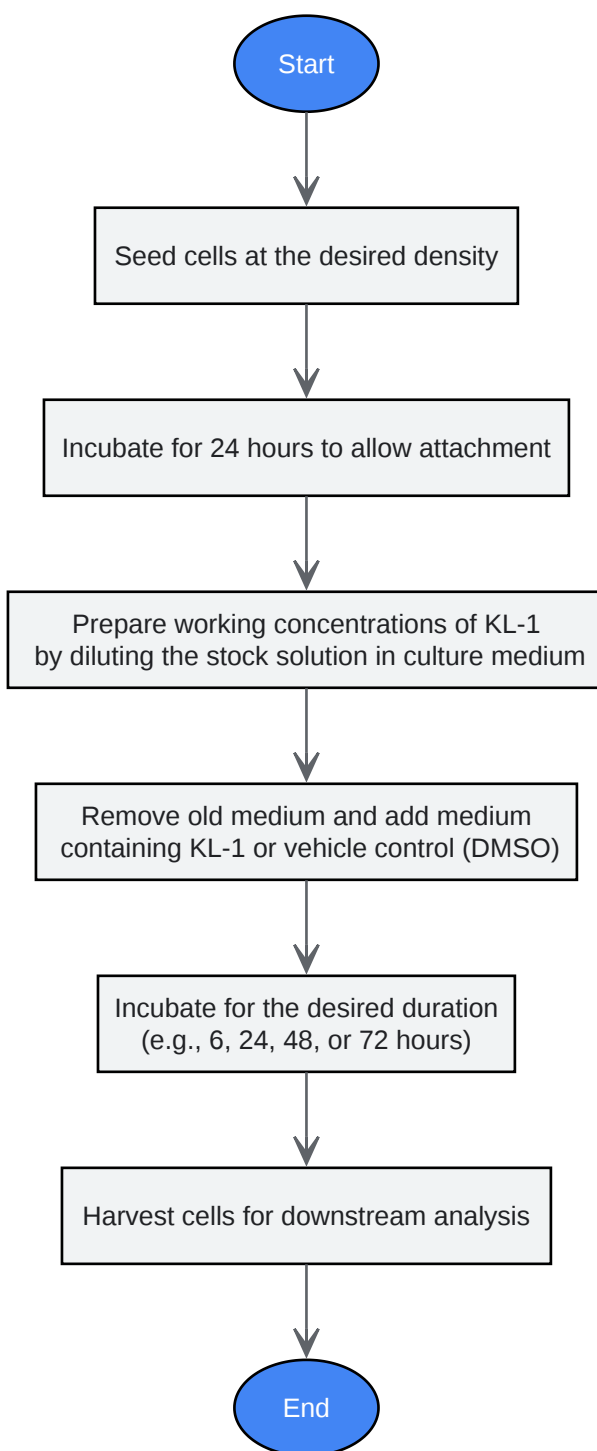 Start
Seed cells at the desired density
Incubate for 24 hours to allow attachment
Prepare working concentrations of KL-1
by diluting the stock solution in culture medium
Remove old medium and add medium
containing KL-1 or vehicle control (DMSO)
Incubate for the desired duration
(e.g., 6, 24, 48, or 72 hours)
Harvest cells for downstream analysis
End